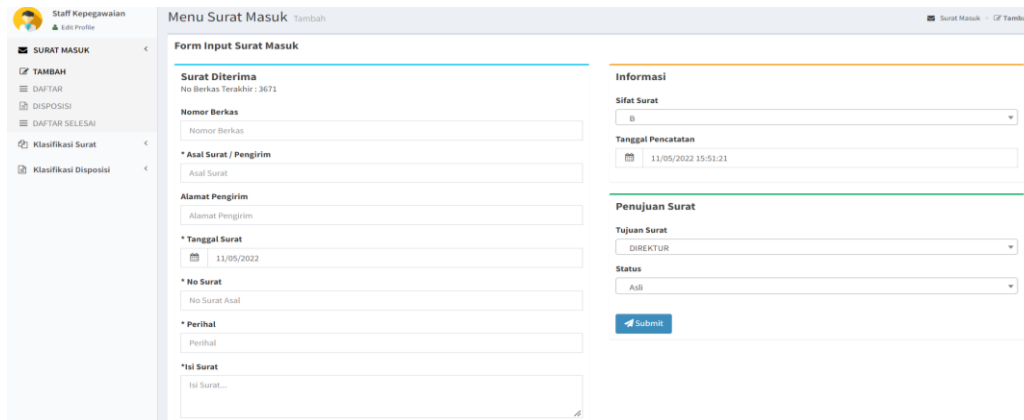 Staff Kepegawaian
Edit Profile
SURAT MASUK
TAMBAH
DAFTAR
DISPOSISI
DAFTAR SELESAI
Klasifikasi Surat
Klasifikasi Disposisi
Menu Surat Masuk Tambah
Surat Masuk > Tamba
Form Input Surat Masuk
Surat Diterima
No Berkas Terakhir : 3671
Nomor Berkas
Nomor Berkas
* Asal Surat / Pengirim
Asal Surat
Alamat Pengirim
Alamat Pengirim
* Tanggal Surat
11/05/2022
* No Surat
No Surat Asal
* Perihal
Perihal
*Isi Surat
Isi Surat...
Informasi
Sifat Surat
B
Tanggal Pencatatan
11/05/2022 15:51:21
Penujuan Surat
Tujuan Surat
DIREKTUR
Status
Asli
Submit